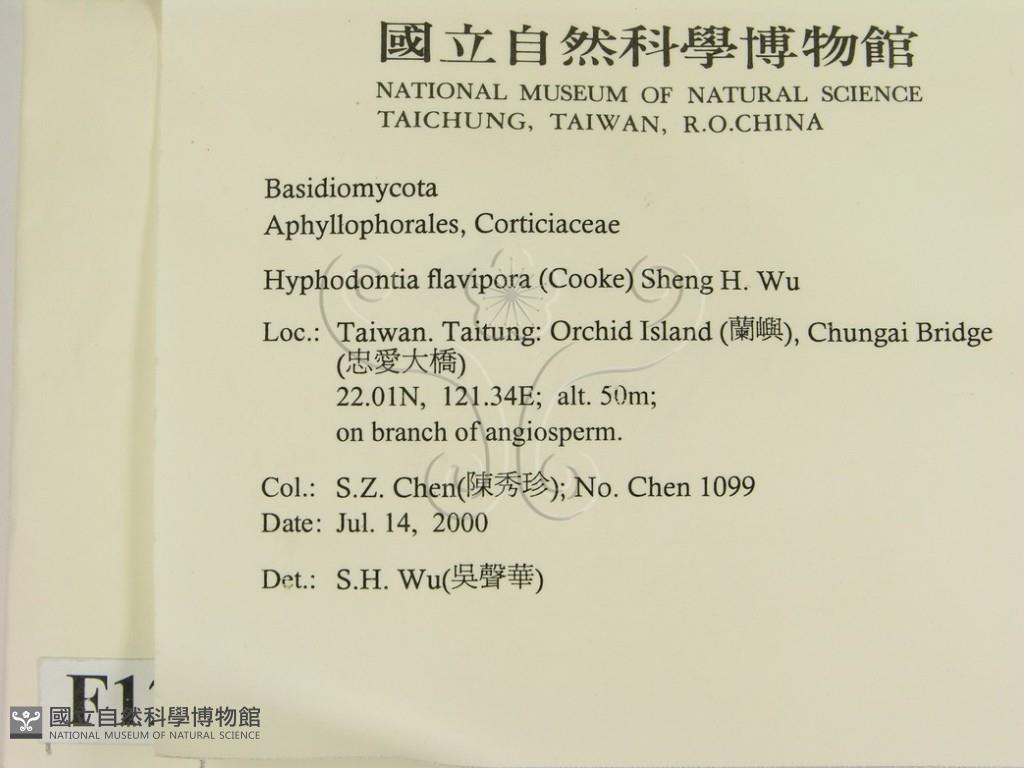 國立自然科學博物館
NATIONAL MUSEUM OF NATURAL SCIENCE
TAICHUNG, TAIWAN, R.O.CHINA
Basidiomycota
Aphyllophorales, Corticiaceae
Hyphodontia flavipora (Cooke) Sheng H. Wu
Loc.: Taiwan. Taitung: Orchid Island (蘭嶼), Chungai Bridge
(忠愛大橋)
22.01N, 121.34E; alt. 50m;
on branch of angiosperm.
Col.: S.Z. Chen(陳秀珍); No. Chen 1099
Date: Jul. 14, 2000
Det.: S.H. Wu(吳聲華)
國立自然科學博物館
NATIONAL MUSEUM OF NATURAL SCIENCE